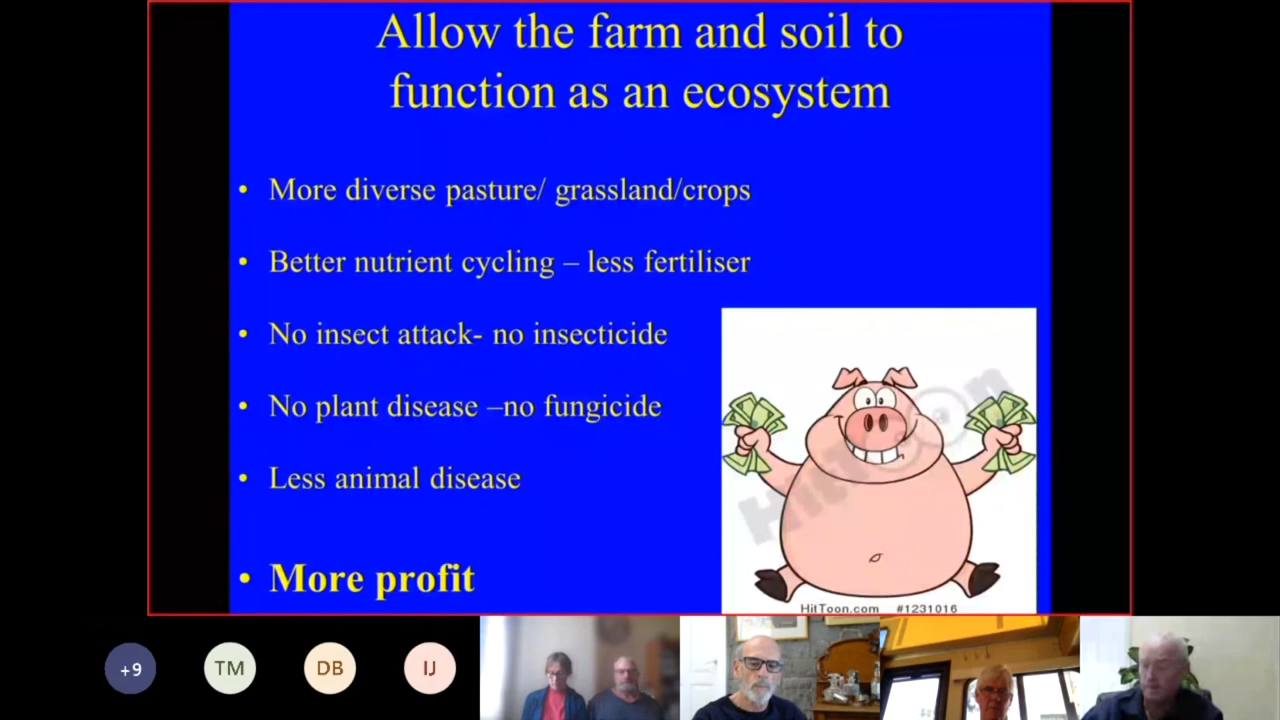 Allow the farm and soil to
function as an ecosystem
• More diverse pasture/ grassland/crops
• Better nutrient cycling – less fertiliser
• No insect attack- no insecticide
• No plant disease –no fungicide
• Less animal disease
• More profit
HitToon
HitToon.com #1231016
+9
TM
DB
IJ